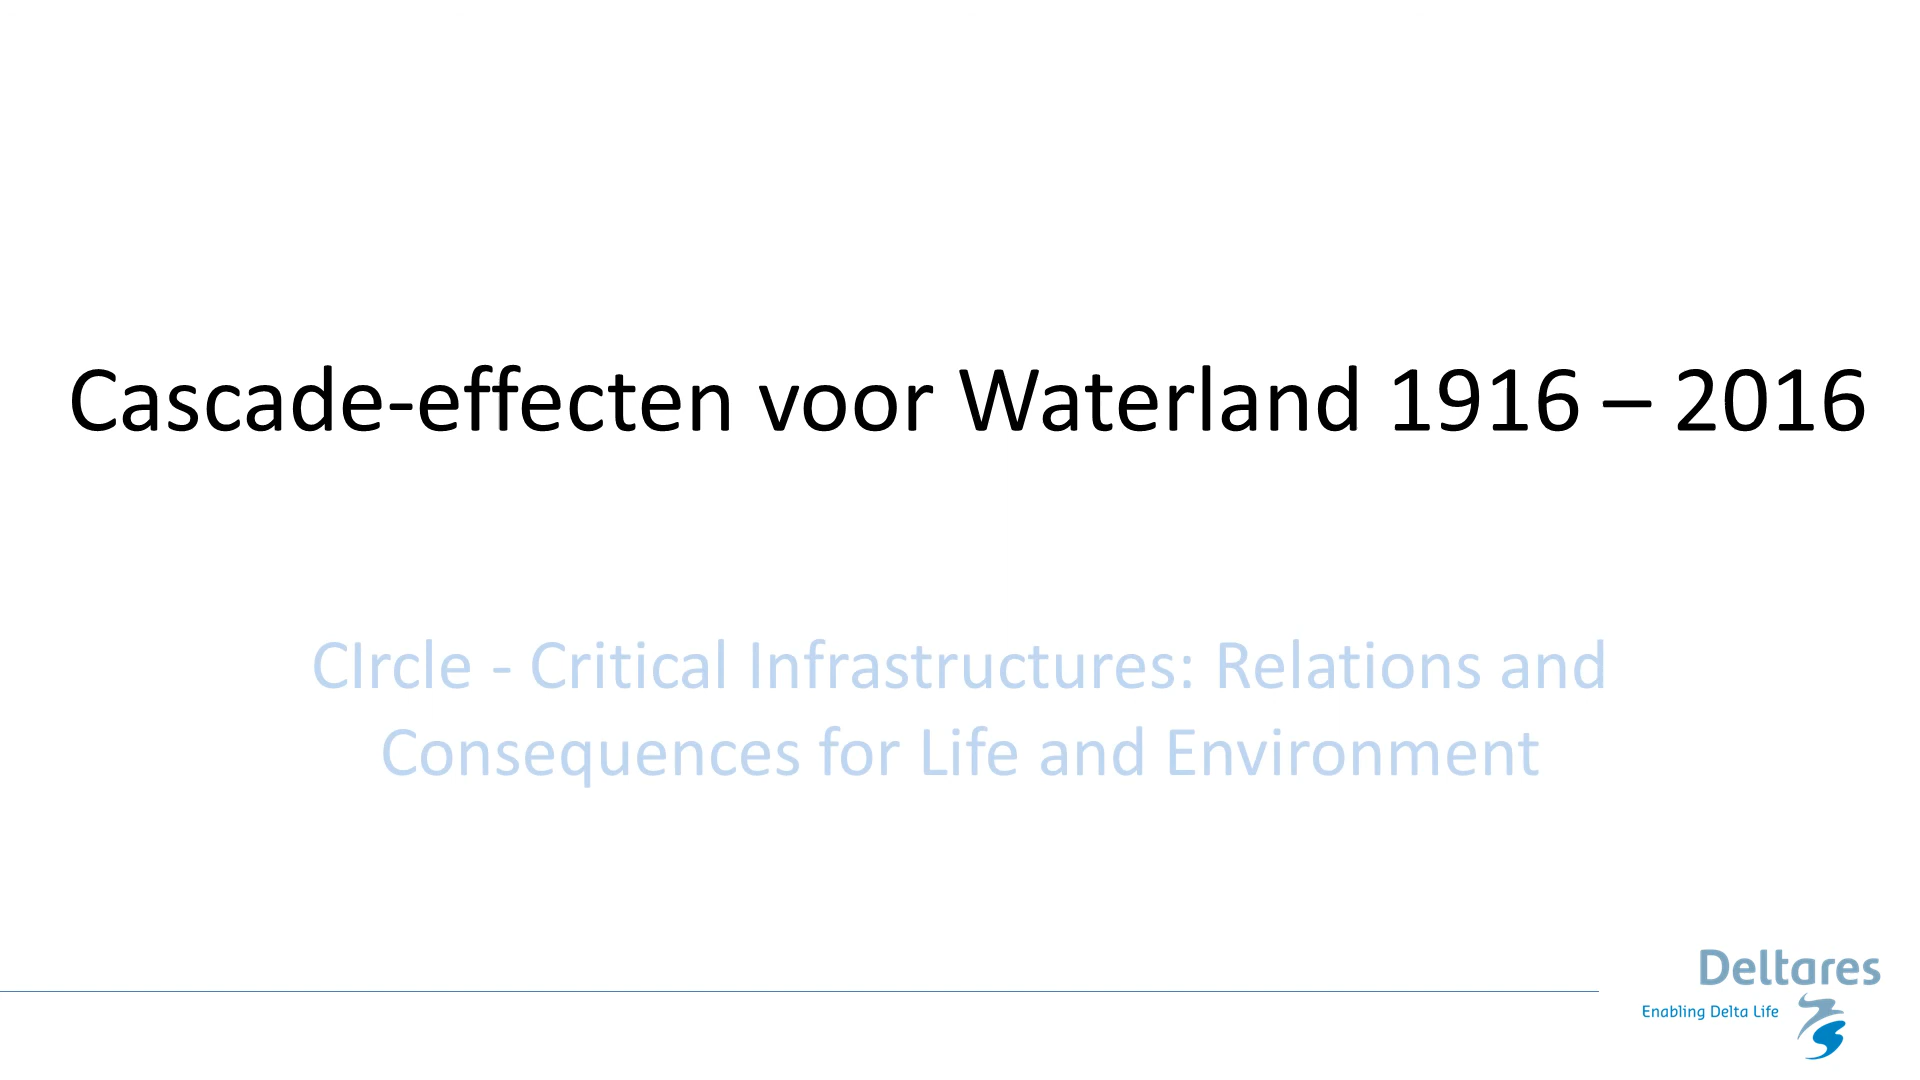 Cascade-effecten voor Waterland 1916 – 2016
CIrcle - Critical Infrastructures: Relations and
Consequences for Life and Environment
Deltares
Enabling Delta Life